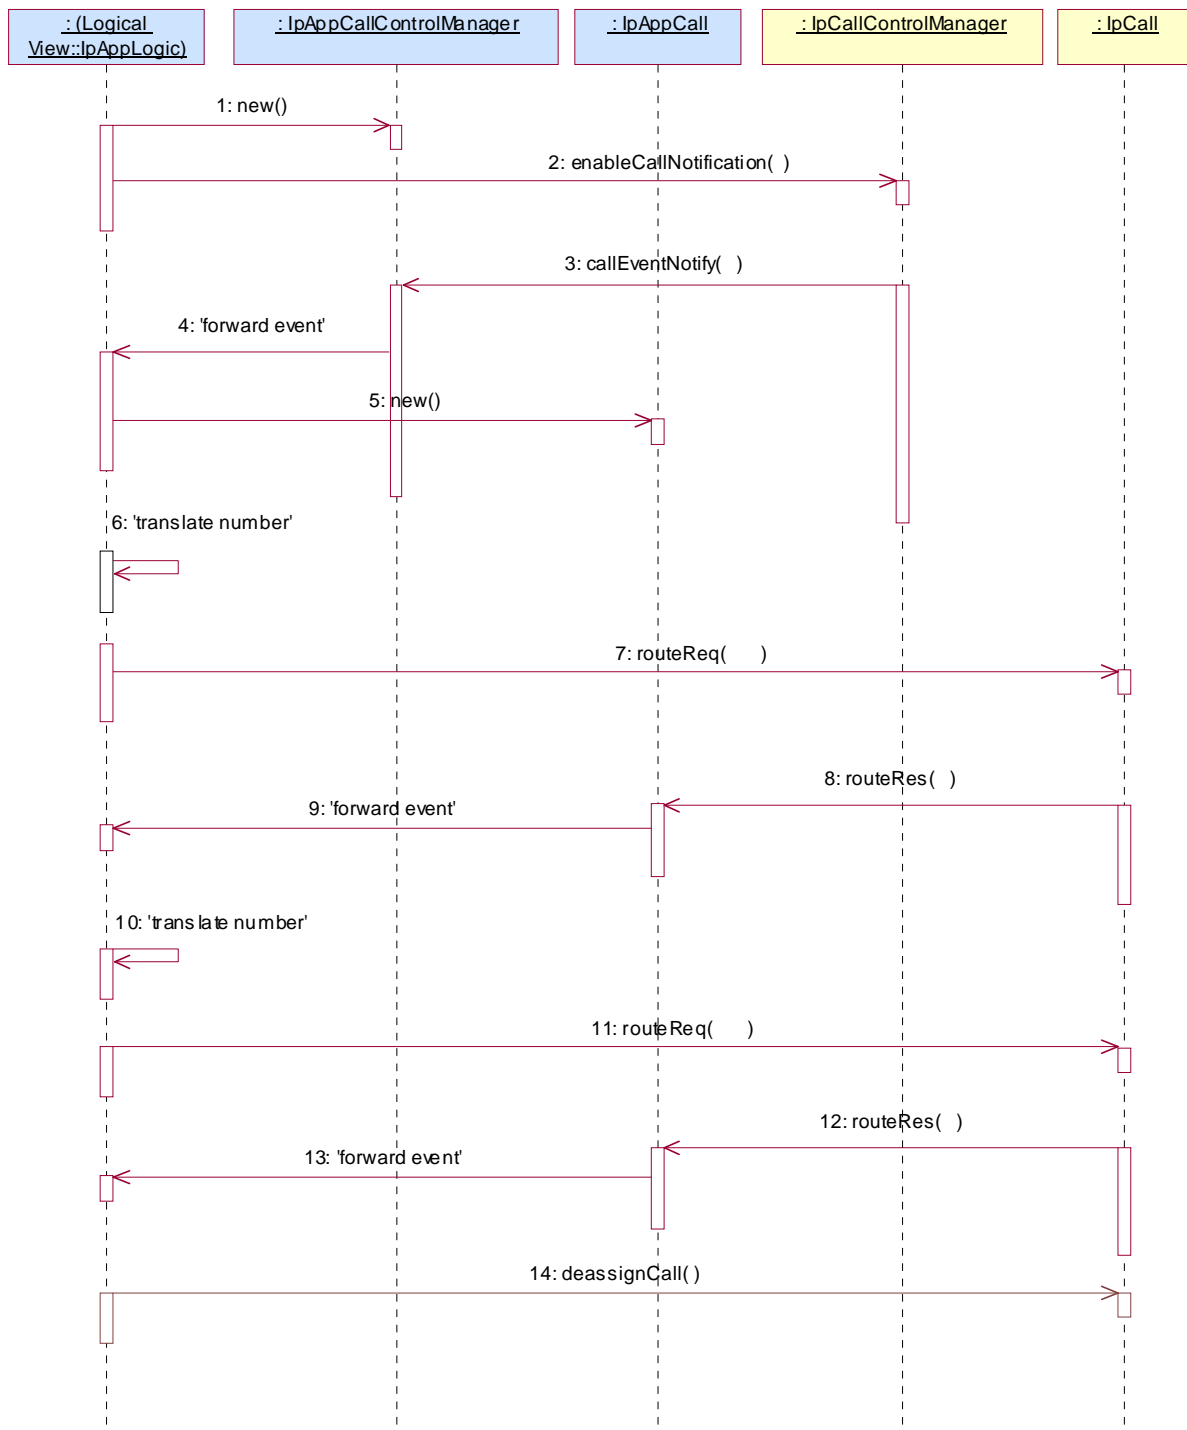 : (Logical
View::IpAppLogic)
: IpAppCallControlManager
: IpAppCall
: IpCallControlManager
: IpCall
1: new()
2: enableCallNotification( )
3: callEventNotify( )
4: 'forward event'
5: new()
6: 'translate number'
7: routeReq( )
8: routeRes( )
9: 'forward event'
10: 'translate number'
11: routeReq( )
12: routeRes( )
13: 'forward event'
14: deassignCall( )